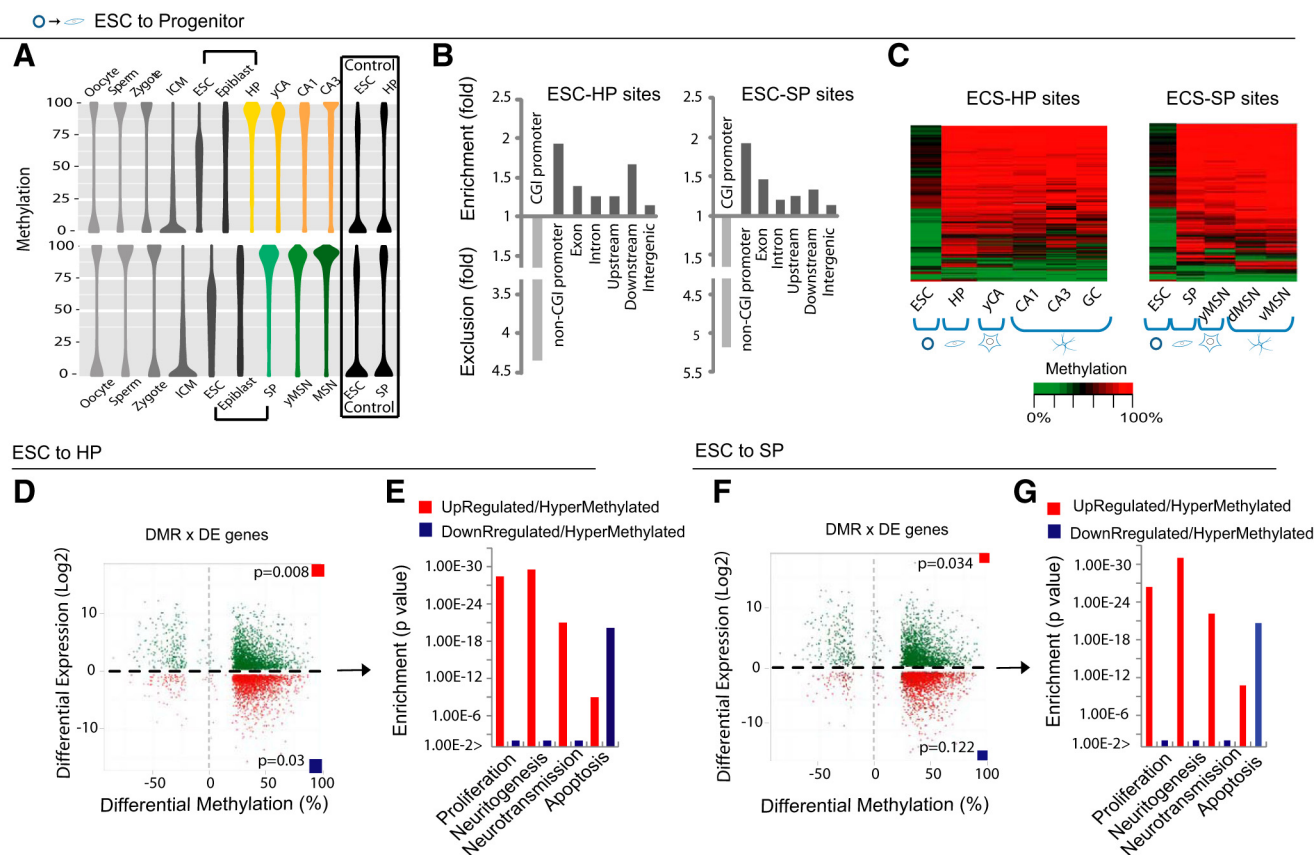 ESC to Progenitor
A
Oocyte Sperm Zygote ICM ESC Epiblast HP yCA CA1 CA3
Control
ESC HP
Methylation
100
75
50
25
0
100
75
50
25
0
Oocyte Sperm Zygote ICM ESC Epiblast SP yMSN MSN
ESC SP
Control
B
ESC-HP sites
Enrichment (fold)
Exclusion (fold)
2.5
2
1.5
1
1.5
3.5
4
4.5
CGI promoter
non-CGI promoter
Exon
Intron
Upstream
Downstream
Intergenic
ESC-SP sites
2.5
2
1.5
1
1.5
4.5
5
5.5
CGI promoter
non-CGI promoter
Exon
Intron
Upstream
Downstream
Intergenic
C
ECS-HP sites
ESC HP yCA CA1 CA3 GC
ECS-SP sites
ESC SP yMSN dMSN vMSN
Methylation
0% 100%
ESC to HP
D
DMR x DE genes
Differential Expression (Log2)
10
0
-10
p=0.008
p=0.03
-50 0 50 100
Differential Methylation (%)
E
UpRegulated/HyperMethylated
DownRregulated/HyperMethylated
Enrichment (p value)
1.00E-30
1.00E-24
1.00E-18
1.00E-12
1.00E-6
1.00E-2>
Proliferation
Neuritogenesis
Neurotransmission
Apoptosis
ESC to SP
F
DMR x DE genes
Differential Expression (Log2)
10
0
-10
p=0.034
p=0.122
-50 0 50 100
Differential Methylation (%)
G
UpRegulated/HyperMethylated
DownRregulated/HyperMethylated
Enrichment (p value)
1.00E-30
1.00E-24
1.00E-18
1.00E-12
1.00E-6
1.00E-2>
Proliferation
Neuritogenesis
Neurotransmission
Apoptosis